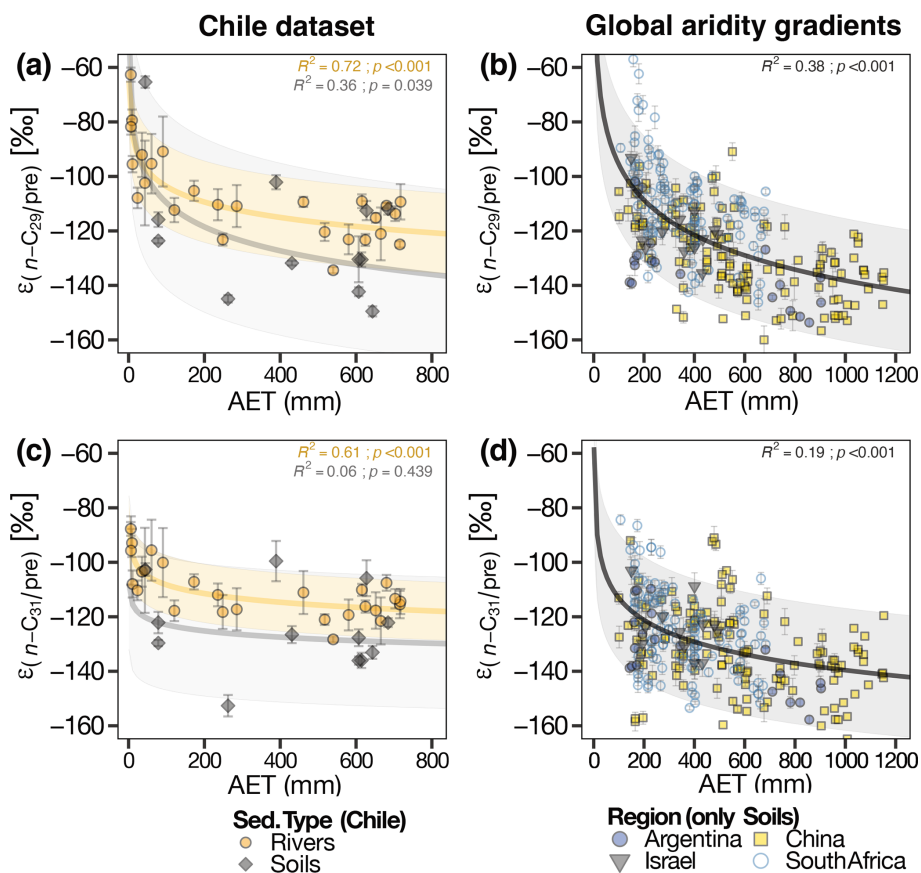 Chile dataset
Global aridity gradients
(a)
R² = 0.72 ; p <0.001
R² = 0.36 ; p = 0.039
−60
−80
−100
−120
−140
−160
ε( n−C₂₉/pre) [‰]
0 200 400 600 800
AET (mm)
(b)
R² = 0.38 ; p <0.001
−60
−80
−100
−120
−140
−160
ε( n−C₂₉/pre) [‰]
0 200 400 600 800 1000 1200
AET (mm)
(c)
R² = 0.61 ; p <0.001
R² = 0.06 ; p = 0.439
−60
−80
−100
−120
−140
−160
ε( n−C₃₁/pre) [‰]
0 200 400 600 800
AET (mm)
(d)
R² = 0.19 ; p <0.001
−60
−80
−100
−120
−140
−160
ε( n−C₃₁/pre) [‰]
0 200 400 600 800 1000 1200
AET (mm)
Sed.Type (Chile)
Rivers
Soils
Region (only Soils)
Argentina China
Israel SouthAfrica